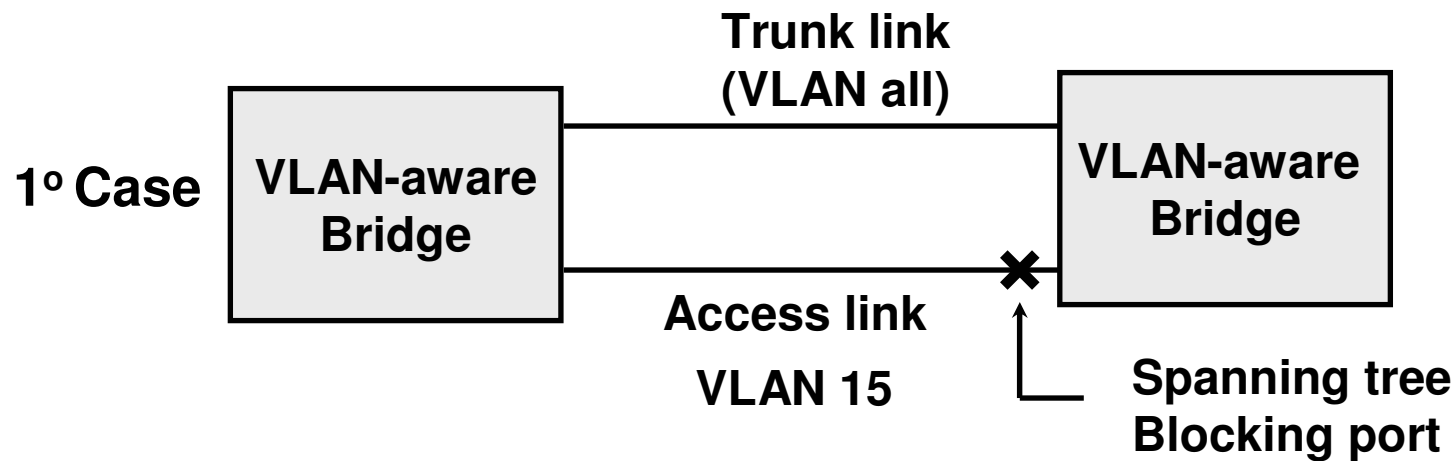 Trunk link
(VLAN all)
1º Case
VLAN-aware
Bridge
VLAN-aware
Bridge
Access link
VLAN 15
Spanning tree
Blocking port